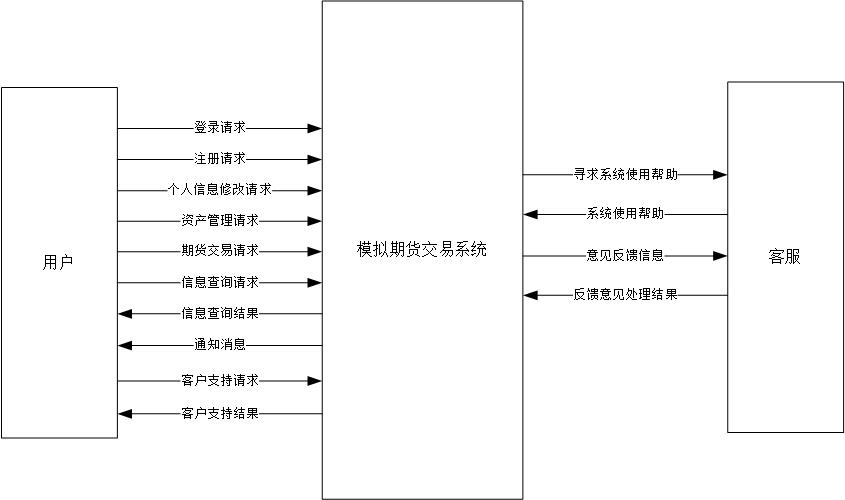 用户
登录请求
注册请求
个人信息修改请求
资产管理请求
期货交易请求
信息查询请求
信息查询结果
通知消息
客户支持请求
客户支持结果
模拟期货交易系统
寻求系统使用帮助
系统使用帮助
意见反馈信息
反馈意见处理结果
客服